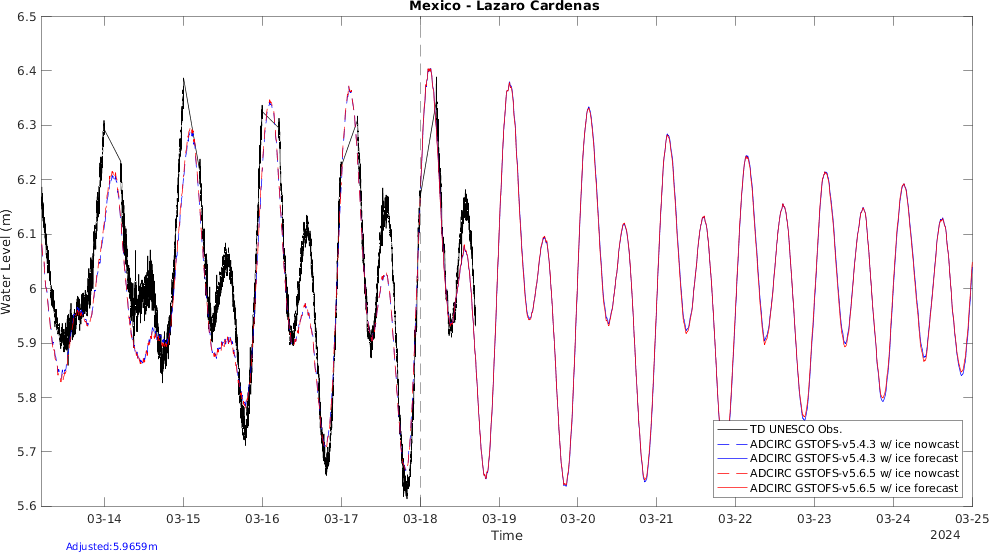 Mexico - Lazaro Cardenas
Water Level (m)
6.5
6.4
6.3
6.2
6.1
6
5.9
5.8
5.7
5.6
TD UNESCO Obs.
ADCIRC GSTOFS-v5.4.3 w/ ice nowcast
ADCIRC GSTOFS-v5.4.3 w/ ice forecast
ADCIRC GSTOFS-v5.6.5 w/ ice nowcast
ADCIRC GSTOFS-v5.6.5 w/ ice forecast
03-14 03-15 03-16 03-17 03-18 03-19 03-20 03-21 03-22 03-23 03-24 03-25
Time
2024
Adjusted:5.9659m